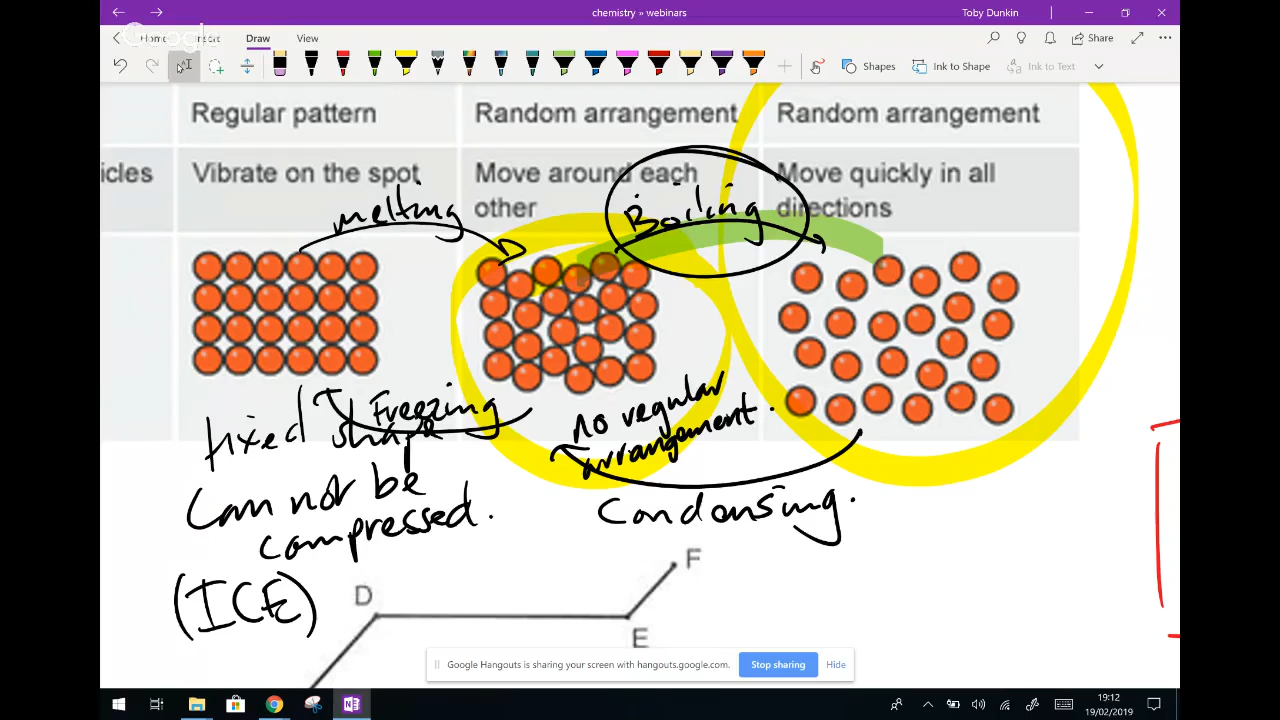 chemistry » webinars
Toby Dunkin
Google
Home Insert Draw View
Share
Shapes
Ink to Shape
Ink to Text
Regular pattern
Random arrangement
Random arrangement
icles
Vibrate on the spot
Move around each
other
Move quickly in all
directions
melting
Boiling
Freezing
fixed shape
Can not be
compressed.
(ICE)
no regular
arrangement.
Condensing.
D
F
E
Google Hangouts is sharing your screen with hangouts.google.com.
Stop sharing
Hide
19:12
19/02/2019